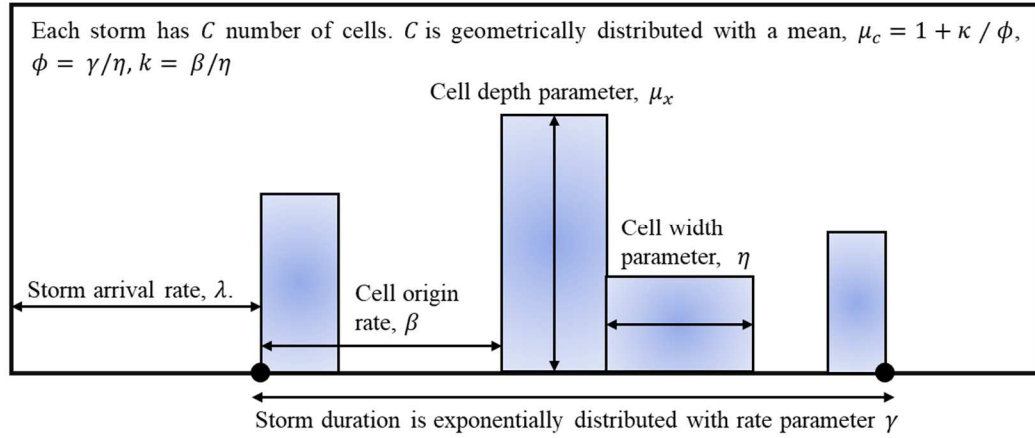 Each storm has C number of cells. C is geometrically distributed with a mean, μc = 1 + κ / ϕ,
ϕ = γ/η, k = β/η
Cell depth parameter, μx
Cell width
parameter, η
Storm arrival rate, λ.
Cell origin
rate, β
Storm duration is exponentially distributed with rate parameter γ